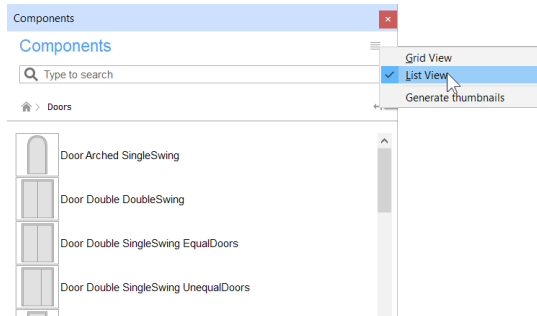 Components
Components
Grid View
List View
Generate thumbnails
Type to search
Doors
Door Arched SingleSwing
Door Double DoubleSwing
Door Double SingleSwing EqualDoors
Door Double SingleSwing UnequalDoors